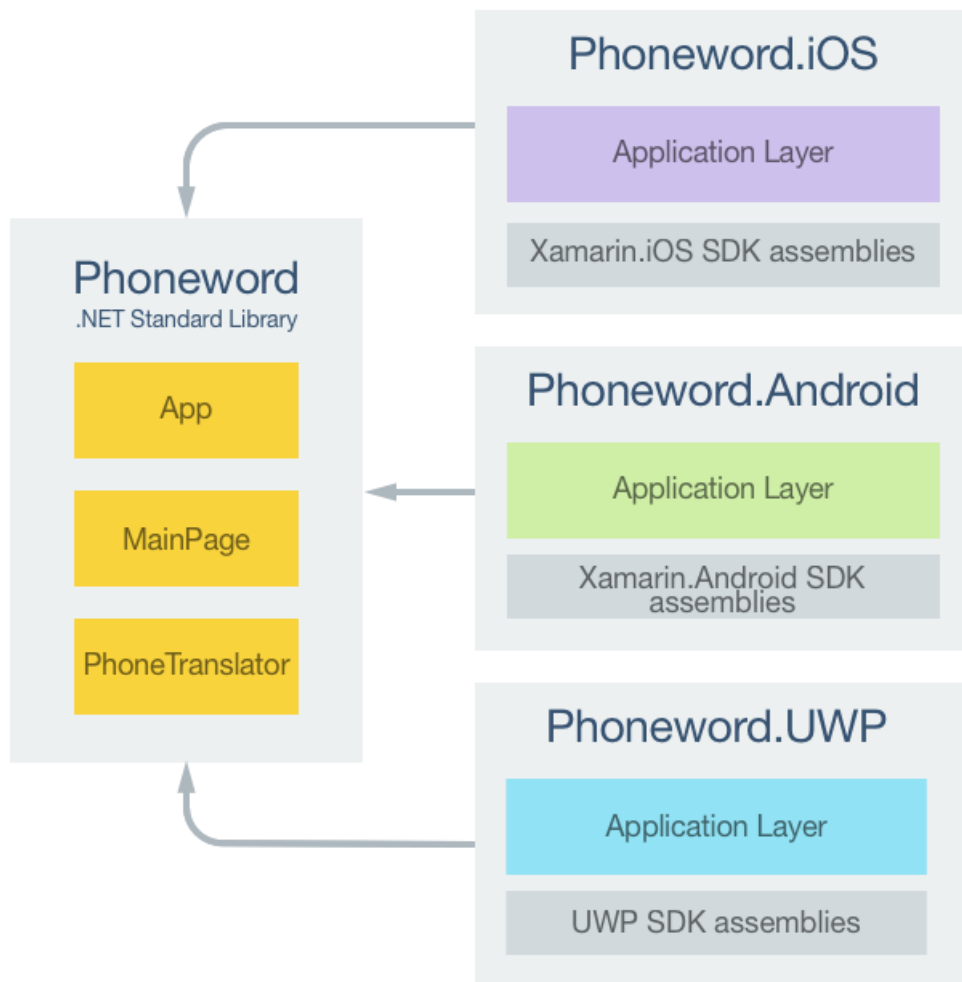 Phoneword.iOS
Application Layer
Xamarin.iOS SDK assemblies
Phoneword
.NET Standard Library
App
MainPage
PhoneTranslator
Phoneword.Android
Application Layer
Xamarin.Android SDK
assemblies
Phoneword.UWP
Application Layer
UWP SDK assemblies